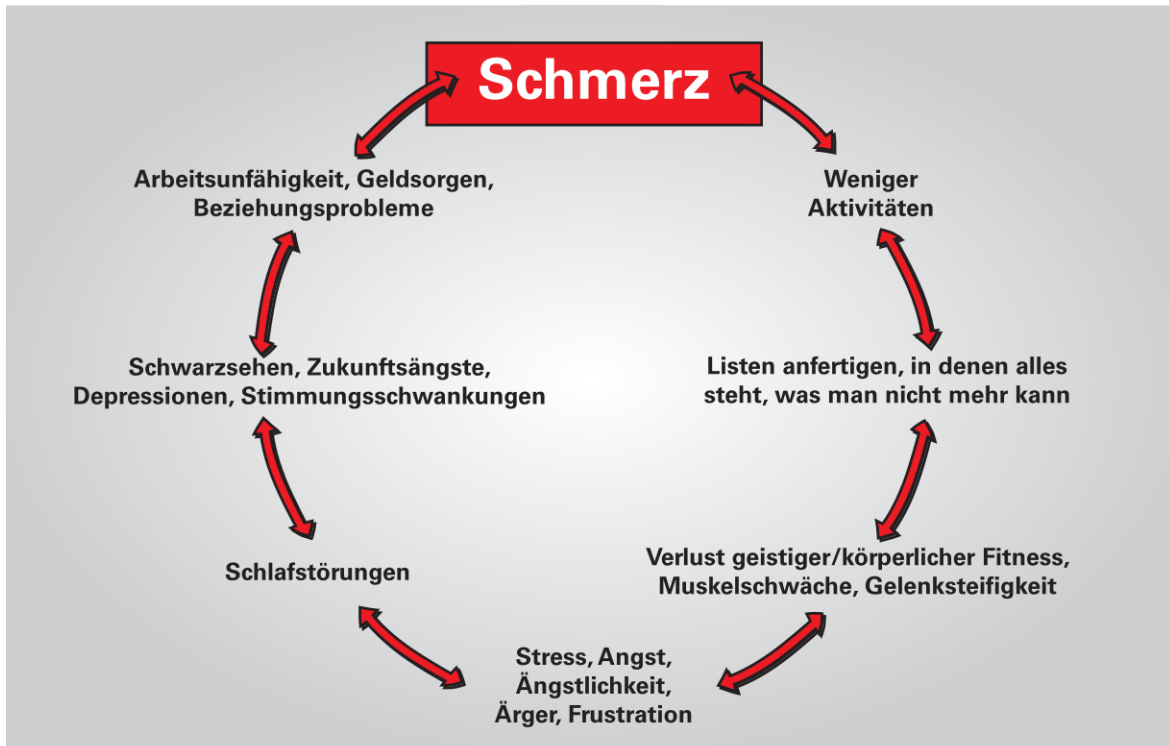 Schmerz
Weniger
Aktivitäten
Listen anfertigen, in denen alles
steht, was man nicht mehr kann
Verlust geistiger/körperlicher Fitness,
Muskelschwäche, Gelenksteifigkeit
Stress, Angst,
Ängstlichkeit,
Ärger, Frustration
Schlafstörungen
Schwarzsehen, Zukunftsängste,
Depressionen, Stimmungsschwankungen
Arbeitsunfähigkeit, Geldsorgen,
Beziehungsprobleme